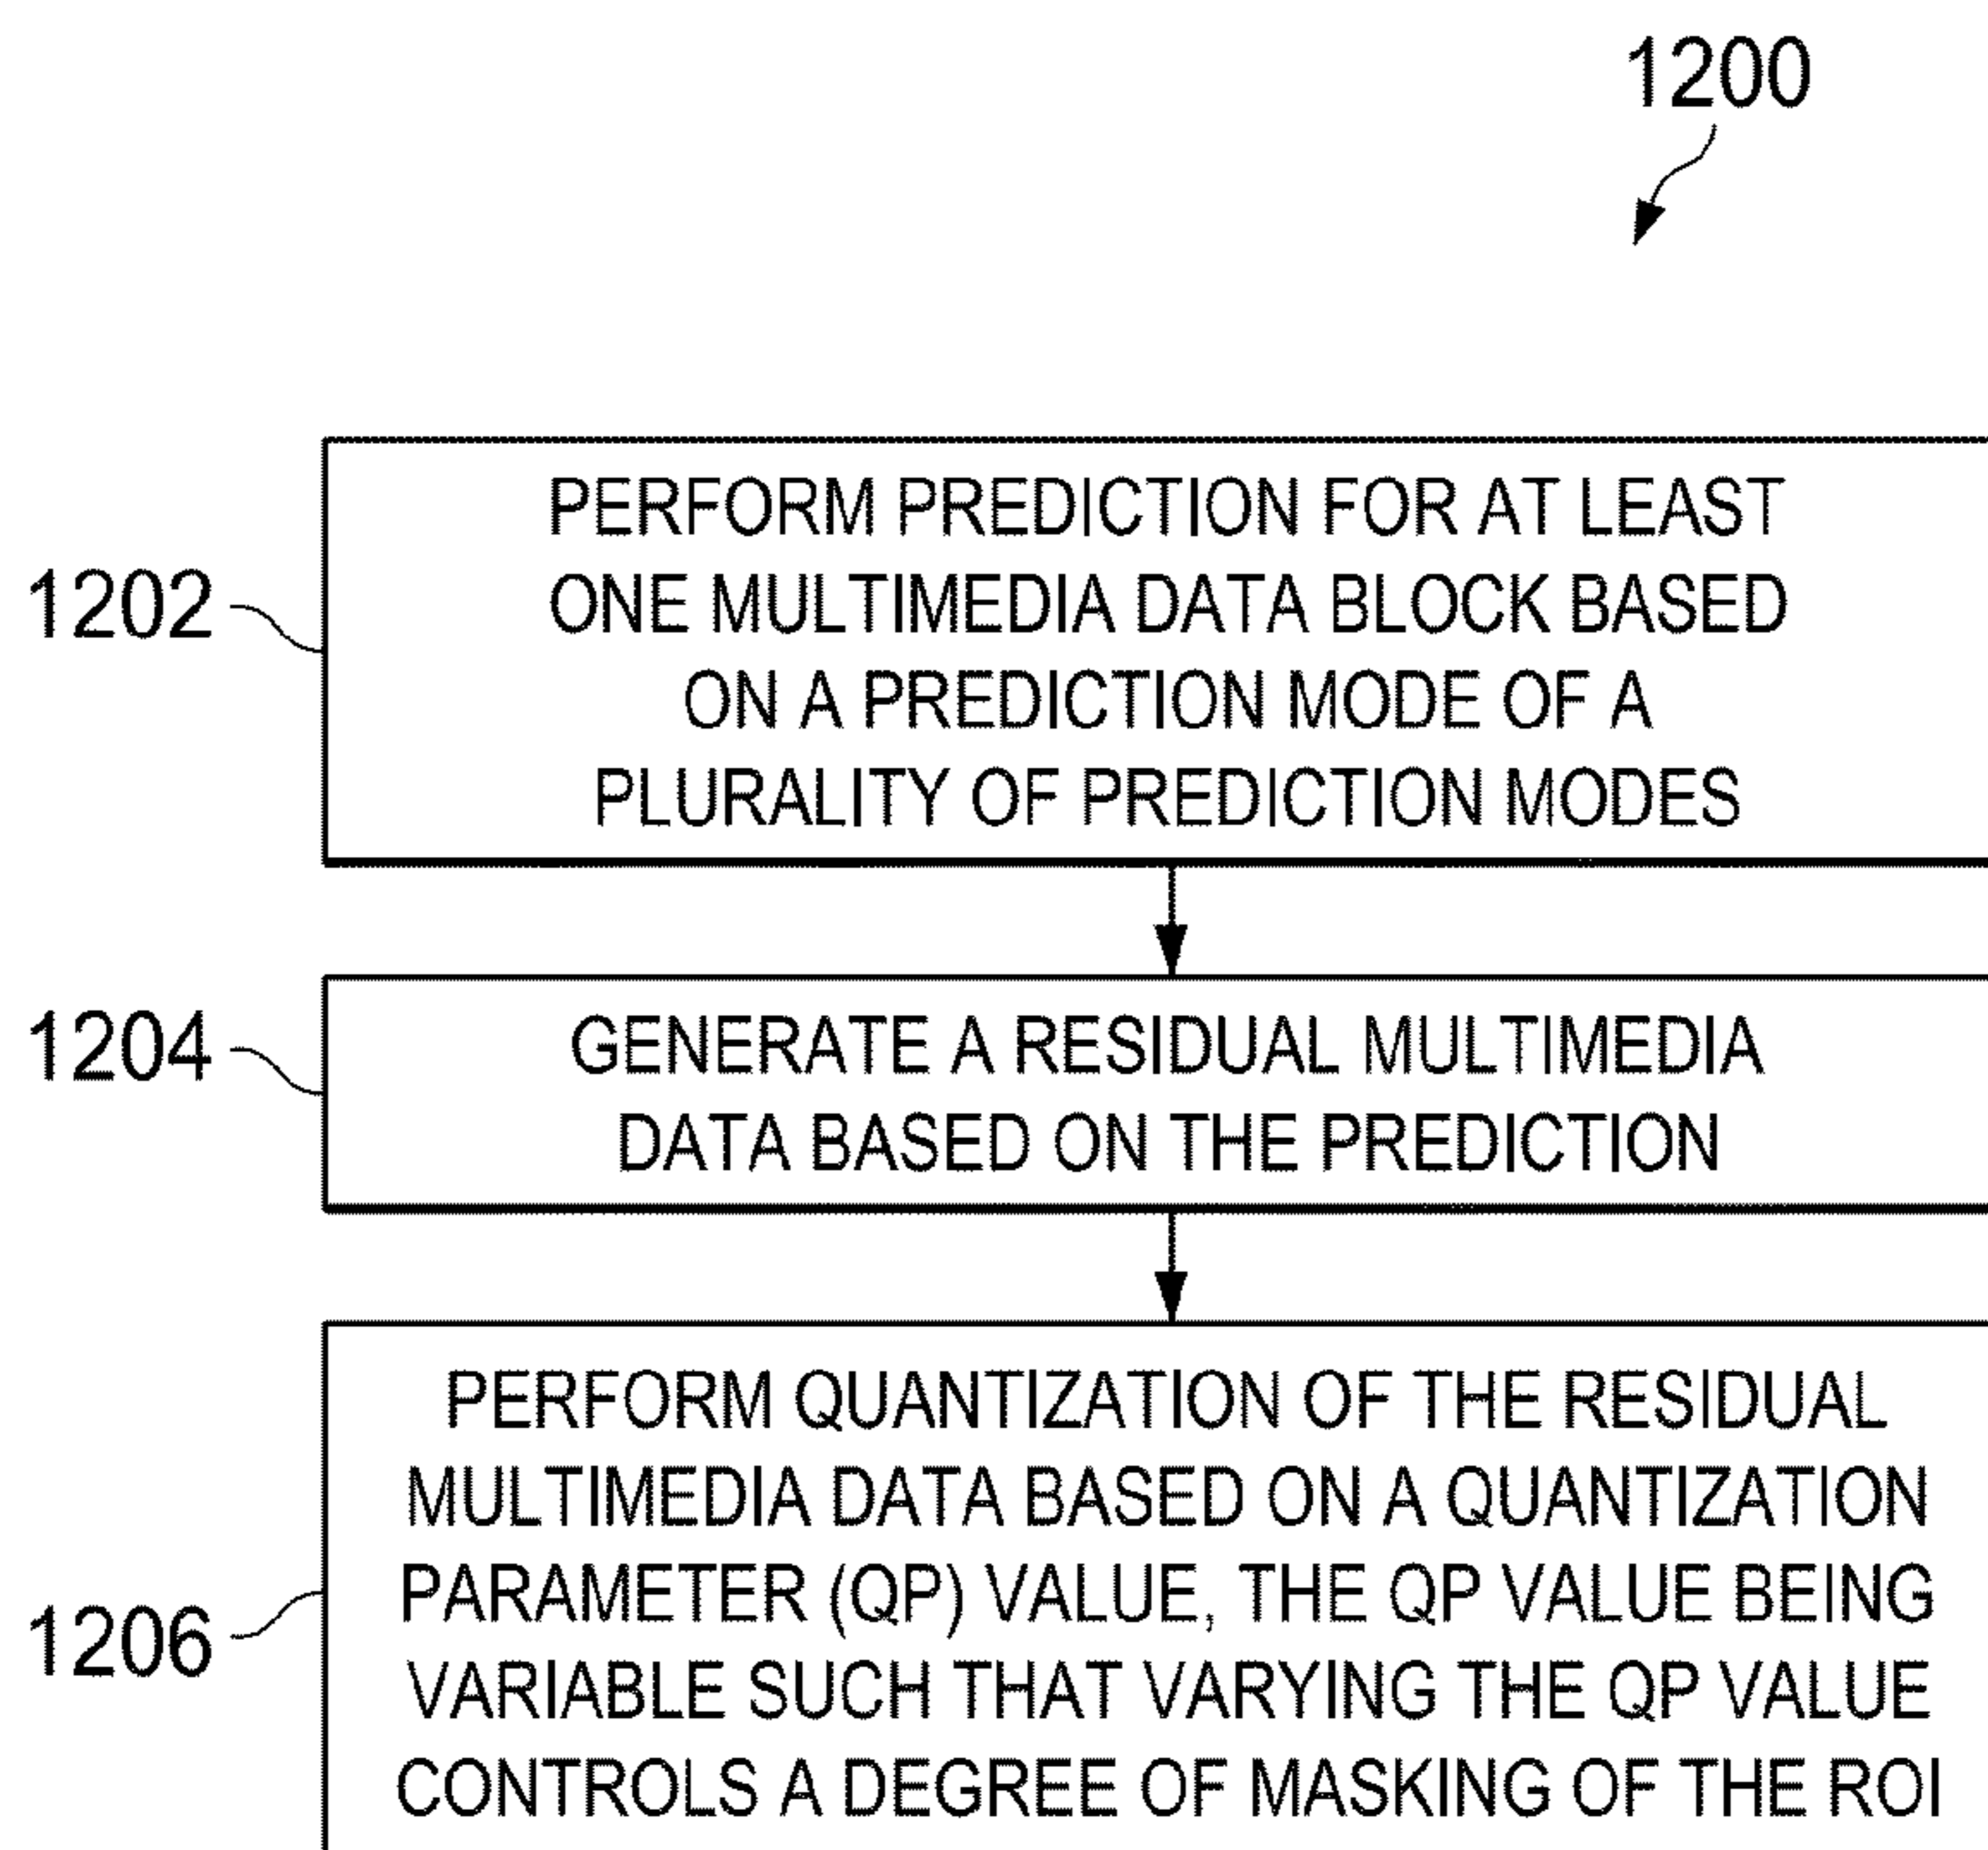 1200
1202
PERFORM PREDICTION FOR AT LEAST
ONE MULTIMEDIA DATA BLOCK BASED
ON A PREDICTION MODE OF A
PLURALITY OF PREDICTION MODES
1204
GENERATE A RESIDUAL MULTIMEDIA
DATA BASED ON THE PREDICTION
1206
PERFORM QUANTIZATION OF THE RESIDUAL
MULTIMEDIA DATA BASED ON A QUANTIZATION
PARAMETER (QP) VALUE, THE QP VALUE BEING
VARIABLE SUCH THAT VARYING THE QP VALUE
CONTROLS A DEGREE OF MASKING OF THE ROI